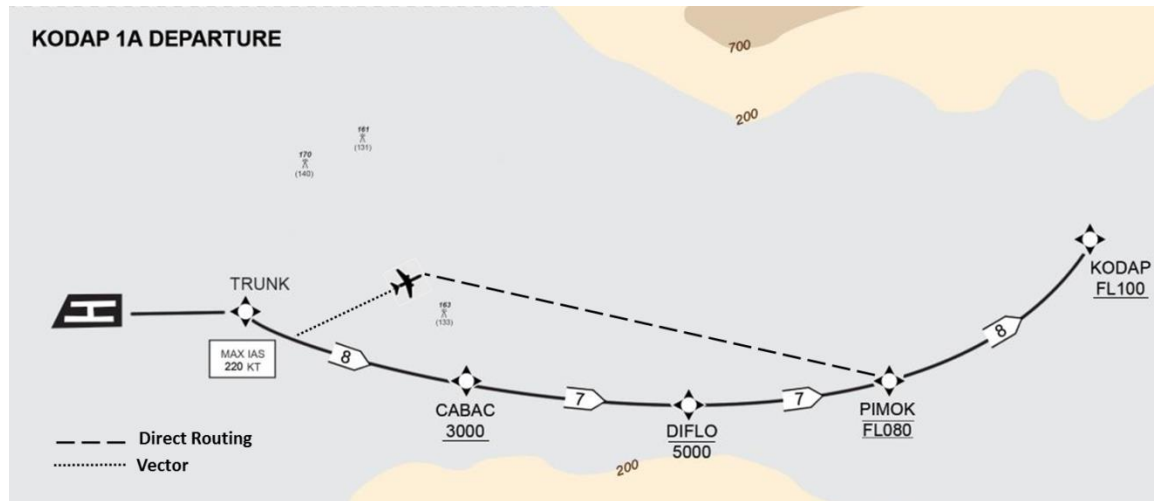 KODAP 1A DEPARTURE
700
200
161
(131)
170
(140)
KODAP
FL100
TRUNK
163
(133)
MAX IAS
220 KT
8
8
7
7
CABAC
3000
DIFLO
5000
PIMOK
FL080
Direct Routing
Vector
200